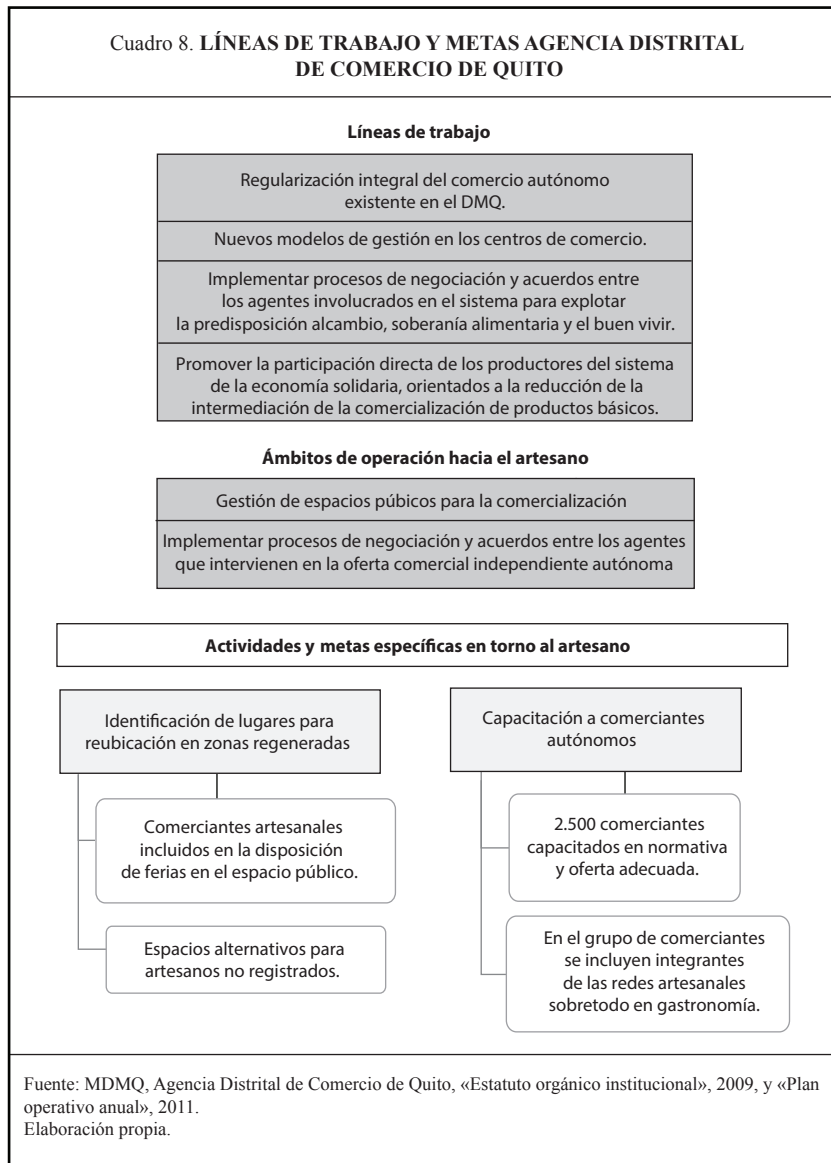 Cuadro 8. LÍNEAS DE TRABAJO Y METAS AGENCIA DISTRITAL
DE COMERCIO DE QUITO
Líneas de trabajo
Regularización integral del comercio autónomo
existente en el DMQ.
Nuevos modelos de gestión en los centros de comercio.
Implementar procesos de negociación y acuerdos entre
los agentes involucrados en el sistema para explotar
la predisposición alcambio, soberanía alimentaria y el buen vivir.
Promover la participación directa de los productores del sistema
de la economía solidaria, orientados a la reducción de la
intermediación de la comercialización de productos básicos.
Ámbitos de operación hacia el artesano
Gestión de espacios púbicos para la comercialización
Implementar procesos de negociación y acuerdos entre los agentes
que intervienen en la oferta comercial independiente autónoma
Actividades y metas específicas en torno al artesano
Identificación de lugares para
reubicación en zonas regeneradas
Comerciantes artesanales
incluidos en la disposición
de ferias en el espacio público.
Espacios alternativos para
artesanos no registrados.
Capacitación a comerciantes
autónomos
2.500 comerciantes
capacitados en normativa
y oferta adecuada.
En el grupo de comerciantes
se incluyen integrantes
de las redes artesanales
sobretodo en gastronomía.
Fuente: MDMQ, Agencia Distrital de Comercio de Quito, «Estatuto orgánico institucional», 2009, y «Plan
operativo anual», 2011.
Elaboración propia.